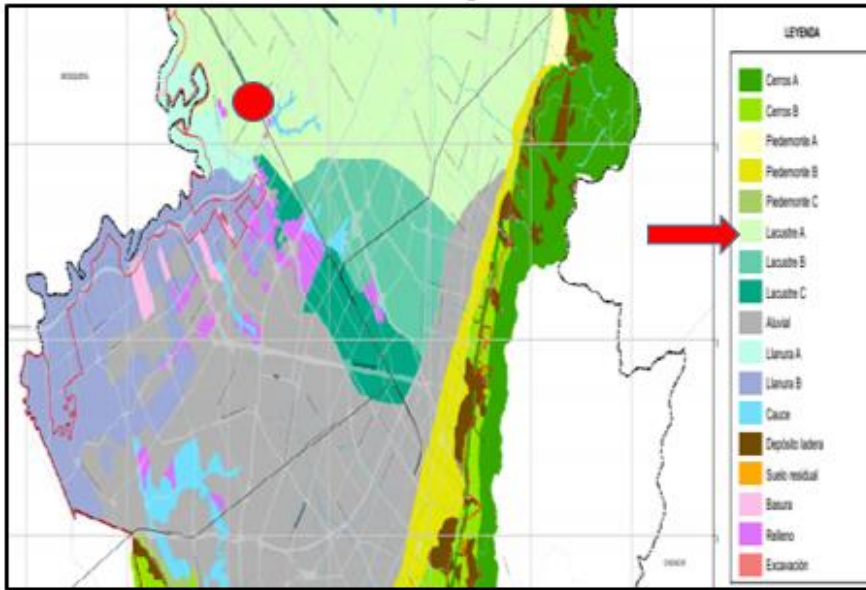 LEYENDA
Cerros A
Cerros B
Piedemonte A
Piedemonte B
Piedemonte C
Lacustre A
Lacustre B
Lacustre C
Aluvial
Llanura A
Llanura B
Cauce
Depósito ladera
Suelo residual
Basura
Relleno
Excavación